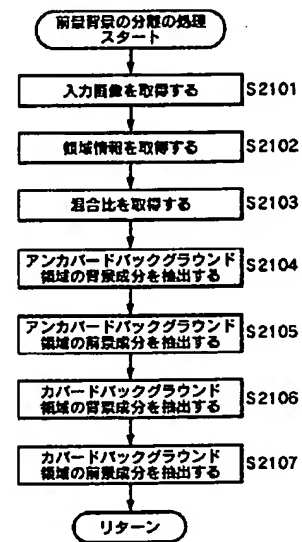 前景背景の分離の処理
スタート
入力画像を取得する
S2101
領域情報を取得する
S2102
混合比を取得する
S2103
アンカバードバックグラウンド
領域の背景成分を抽出する
S2104
アンカバードバックグラウンド
領域の前景成分を抽出する
S2105
カバードバックグラウンド
領域の背景成分を抽出する
S2106
カバードバックグラウンド
領域の前景成分を抽出する
S2107
リターン